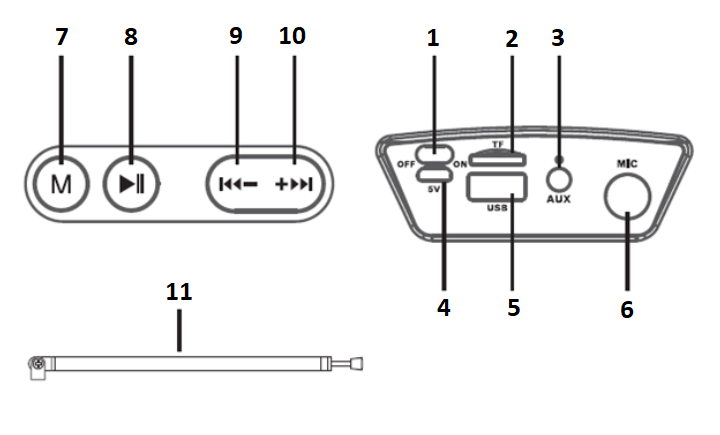 7 8 9 10
M
1 2 3
OFF ON TF MIC
5V USB AUX
4 5 6
11